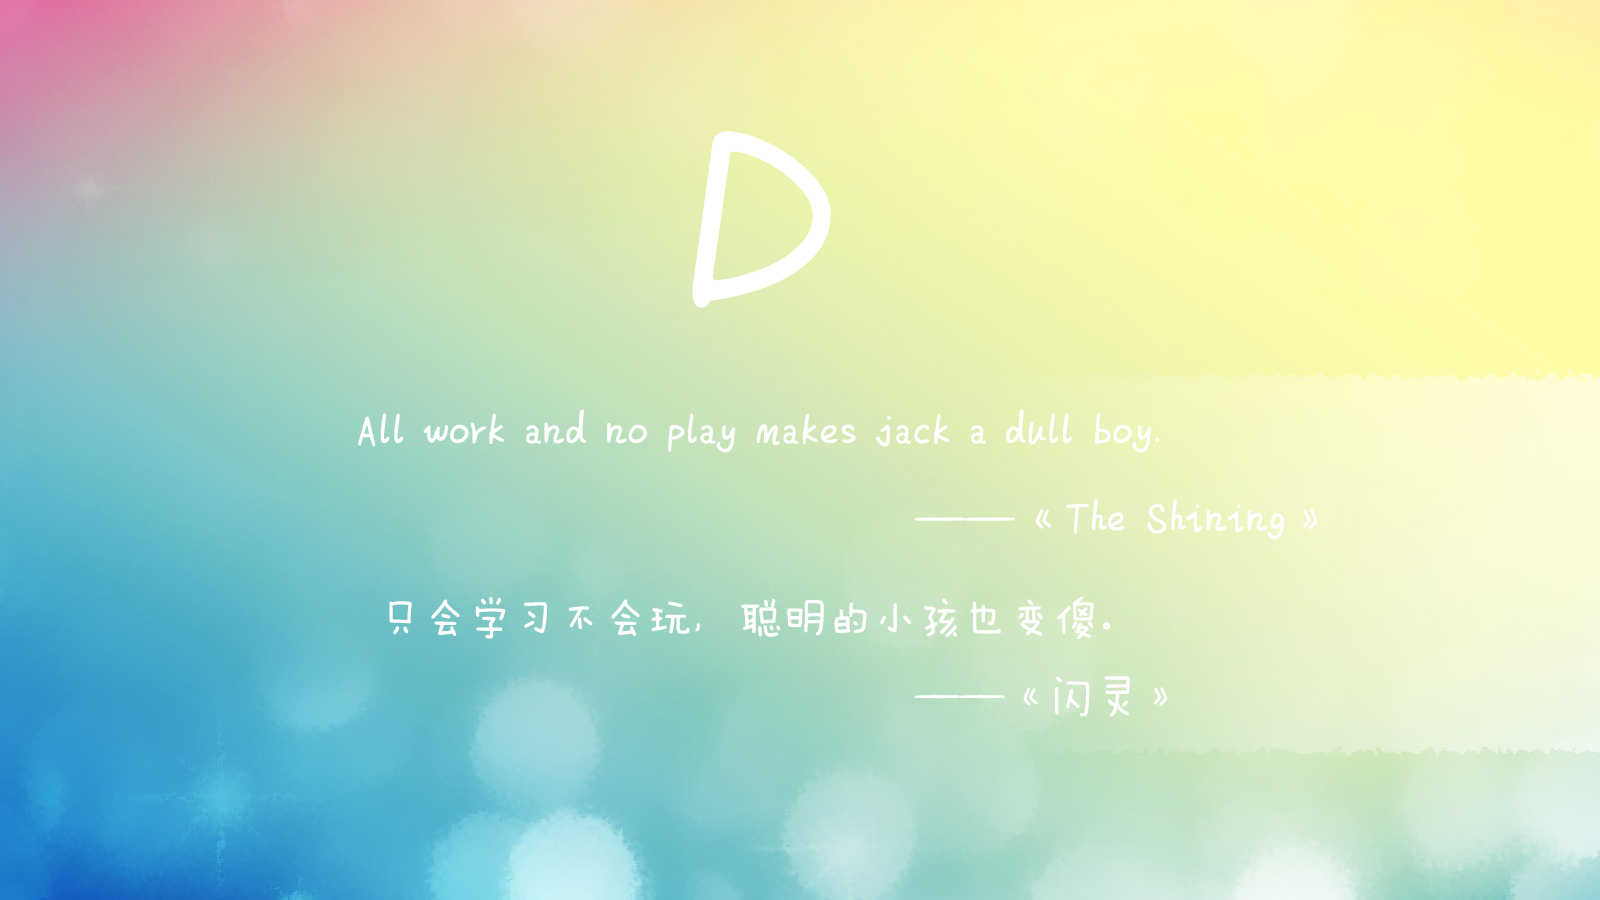 D
All work and no play makes jack a dull boy.
——《 The Shining 》
只会学习不会玩，聪明的小孩也变傻。
——《 闪灵 》